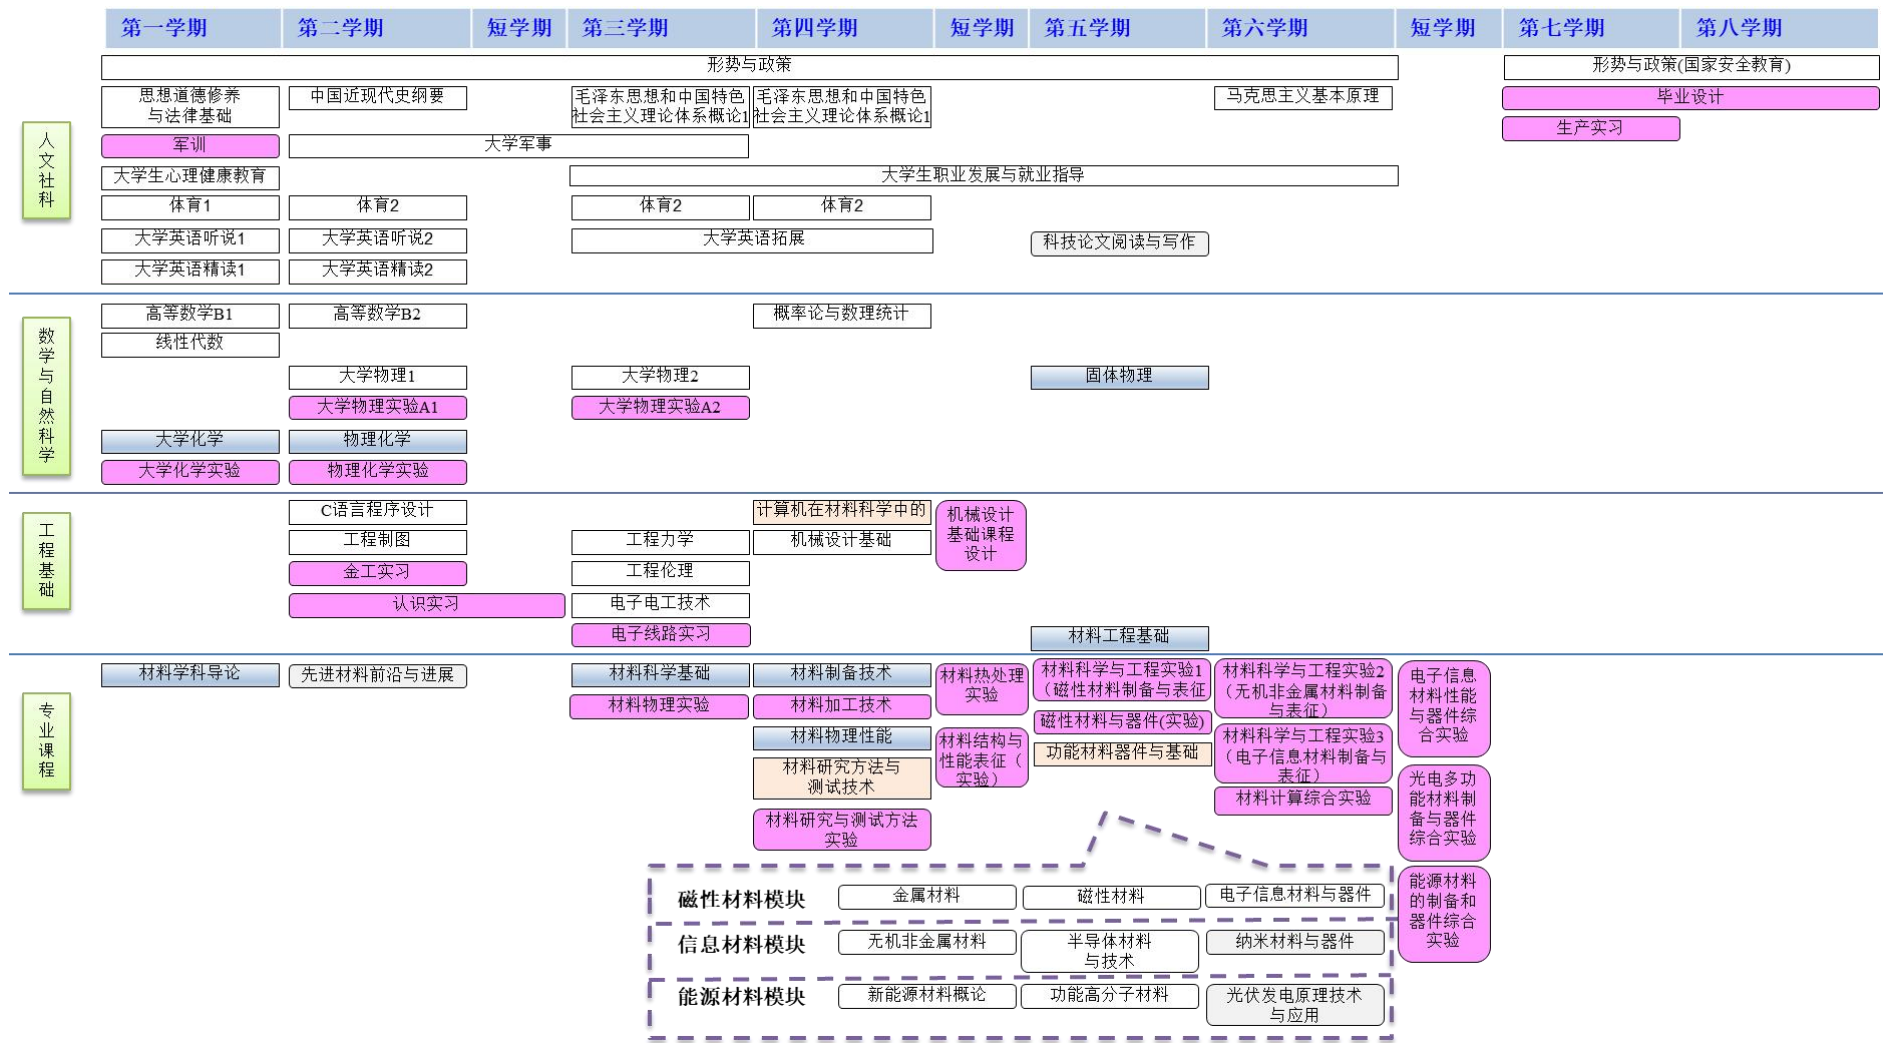 第一学期 第二学期 短学期 第三学期 第四学期 短学期 第五学期 第六学期 短学期 第七学期 第八学期
人文社科
形势与政策
形势与政策(国家安全教育)
思想道德修养
与法律基础
中国近现代史纲要
毛泽东思想和中国特色
社会主义理论体系概论1
毛泽东思想和中国特色
社会主义理论体系概论1
马克思主义基本原理
毕业设计
军训
大学军事
生产实习
大学生心理健康教育
大学生职业发展与就业指导
体育1
体育2
体育2
体育2
大学英语听说1
大学英语听说2
大学英语拓展
科技论文阅读与写作
大学英语精读1
大学英语精读2
数学与自然科学
高等数学B1
高等数学B2
概率论与数理统计
线性代数
大学物理1
大学物理2
固体物理
大学物理实验A1
大学物理实验A2
大学化学
物理化学
大学化学实验
物理化学实验
工程基础
C语言程序设计
计算机在材料科学中的
机械设计
基础课程
设计
工程制图
工程力学
机械设计基础
金工实习
工程伦理
认识实习
电子电工技术
电子线路实习
材料工程基础
专业课程
材料学科导论
先进材料前沿与进展
材料科学基础
材料制备技术
材料热处理
实验
材料科学与工程实验1
（磁性材料制备与表征
材料科学与工程实验2
（无机非金属材料制备
与表征）
电子信息
材料性能
与器件综
合实验
材料物理实验
材料加工技术
磁性材料与器件(实验)
材料物理性能
材料结构与
性能表征（
实验）
功能材料器件与基础
材料科学与工程实验3
（电子信息材料制备与
表征）
材料研究方法与
测试技术
光电多功
能材料制
备与器件
综合实验
材料计算综合实验
材料研究与测试方法
实验
能源材料
的制备和
器件综合
实验
磁性材料模块
金属材料
磁性材料
电子信息材料与器件
信息材料模块
无机非金属材料
半导体材料
与技术
纳米材料与器件
能源材料模块
新能源材料概论
功能高分子材料
光伏发电原理技术
与应用